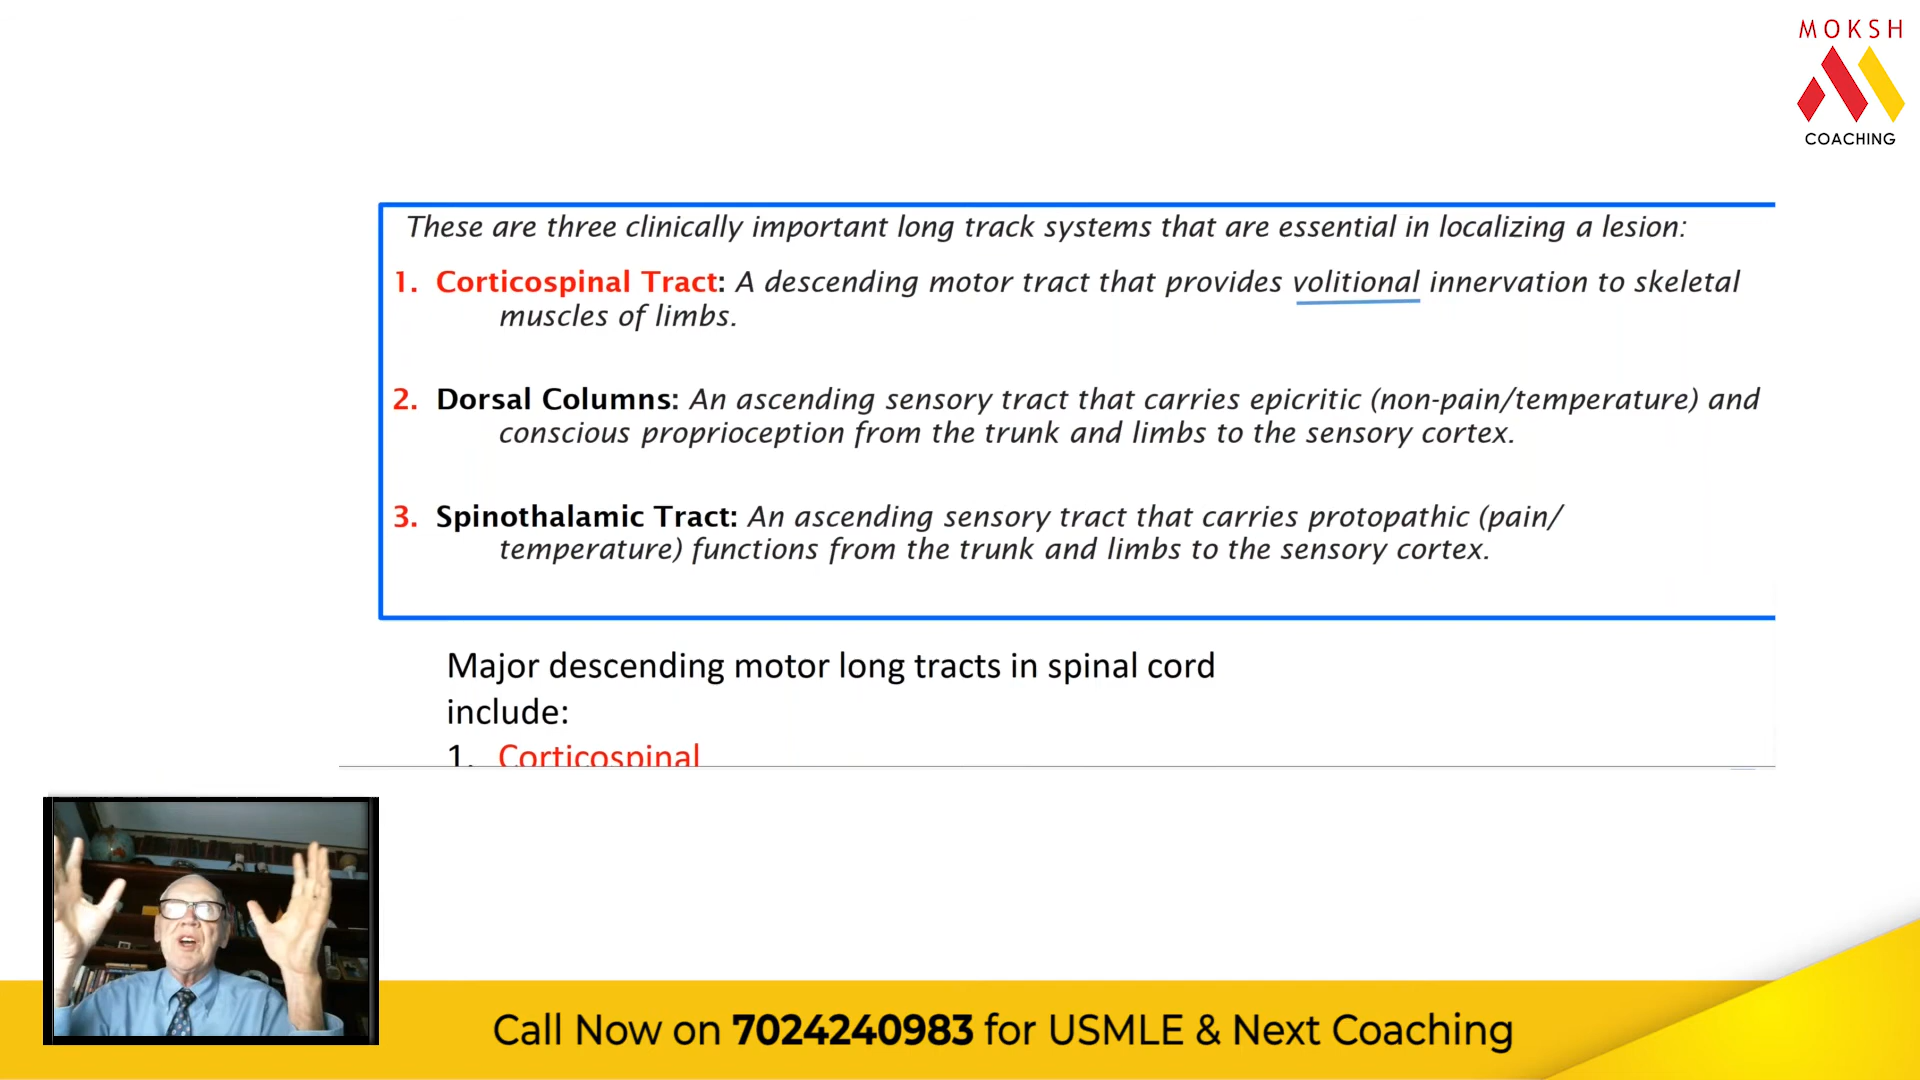 MOKSH
COACHING
These are three clinically important long track systems that are essential in localizing a lesion:
1. Corticospinal Tract: A descending motor tract that provides volitional innervation to skeletal
muscles of limbs.
2. Dorsal Columns: An ascending sensory tract that carries epicritic (non-pain/temperature) and
conscious proprioception from the trunk and limbs to the sensory cortex.
3. Spinothalamic Tract: An ascending sensory tract that carries protopathic (pain/
temperature) functions from the trunk and limbs to the sensory cortex.
Major descending motor long tracts in spinal cord
include:
1. Corticospinal
Call Now on 7024240983 for USMLE & Next Coaching